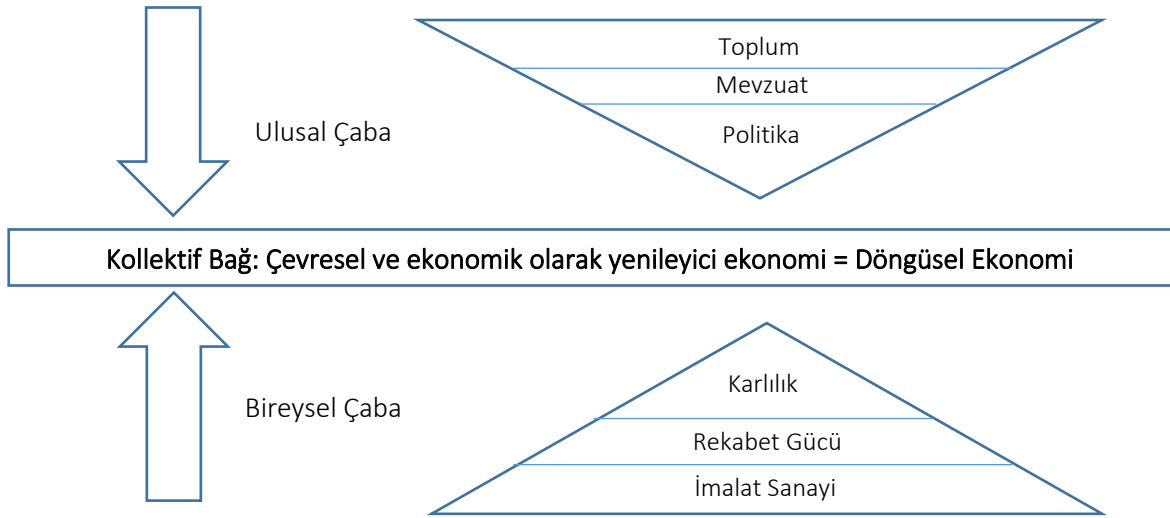 Toplum
Mevzuat
Politika
Ulusal Çaba
Kollektif Bağ: Çevresel ve ekonomik olarak yenileyici ekonomi = Döngüsel Ekonomi
Karlılık
Bireysel Çaba
Rekabet Gücü
İmalat Sanayi